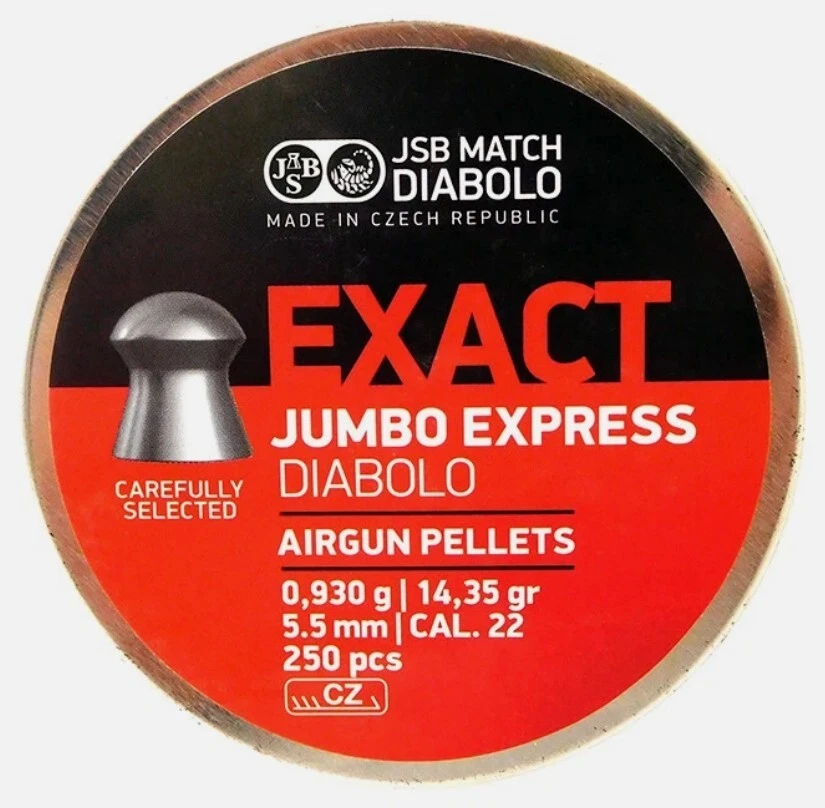 JSB
JSB MATCH
DIABOLO
MADE IN CZECH REPUBLIC
EXACT
JUMBO EXPRESS
DIABOLO
CAREFULLY
SELECTED
AIRGUN PELLETS
0,930 g | 14,35 gr
5.5 mm | CAL. 22
250 pcs
CZ